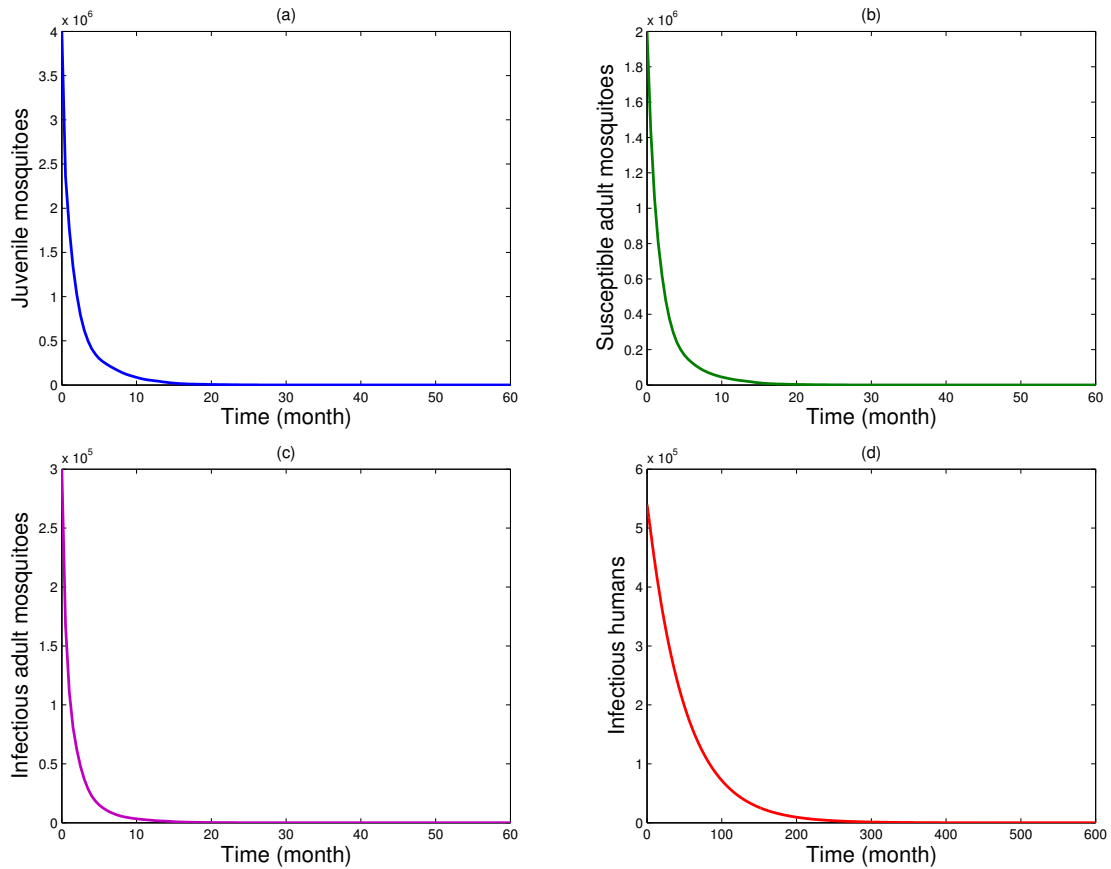 (a)
x 10^6
4
3.5
3
2.5
2
1.5
1
0.5
0
Juvenile mosquitoes
0 10 20 30 40 50 60
Time (month)
(b)
x 10^6
2
1.8
1.6
1.4
1.2
1
0.8
0.6
0.4
0.2
0
Susceptible adult mosquitoes
0 10 20 30 40 50 60
Time (month)
(c)
x 10^5
3
2.5
2
1.5
1
0.5
0
Infectious adult mosquitoes
0 10 20 30 40 50 60
Time (month)
(d)
x 10^5
6
5
4
3
2
1
0
Infectious humans
0 100 200 300 400 500 600
Time (month)